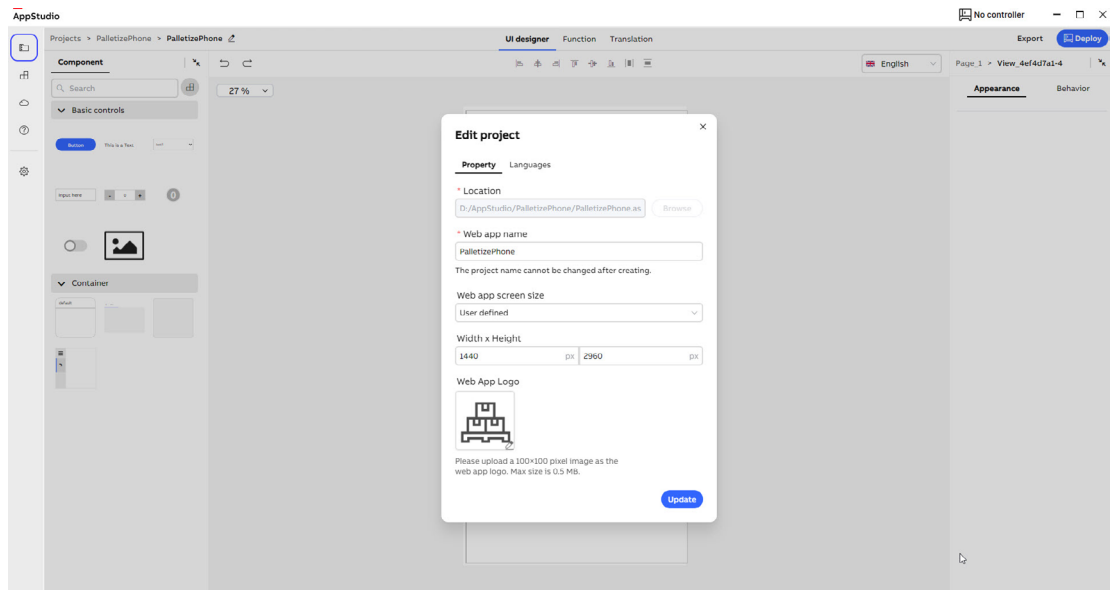 AppStudio
No controller
Projects > PalletizePhone > PalletizePhone
UI designer Function Translation
Export Deploy
Component
English
Page_1 > View_4ef4d7a1-4
Search
27 %
Appearance Behavior
Basic controls
Button This is a Text
Input here
Container
default
Edit project
Property Languages
* Location
D:/AppStudio/PalletizePhone/PalletizePhone.as Browse
* Web app name
PalletizePhone
The project name cannot be changed after creating.
Web app screen size
User defined
Width x Height
1440 px 2960 px
Web App Logo
Please upload a 100×100 pixel image as the
web app logo. Max size is 0.5 MB.
Update